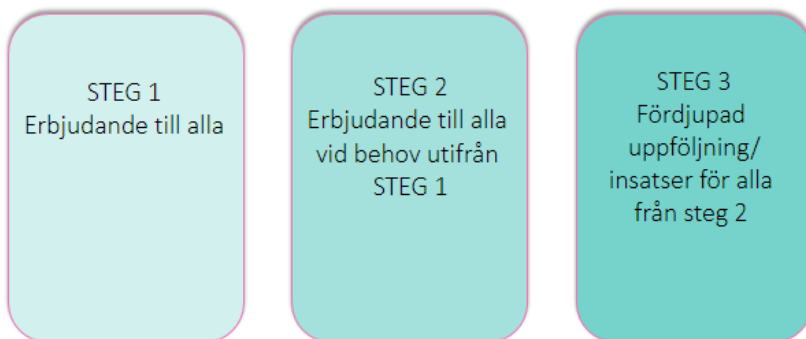 STEG 1
Erbjudande till alla
STEG 2
Erbjudande till alla
vid behov utifrån
STEG 1
STEG 3
Fördjupad
uppföljning/
insatser för alla
från steg 2